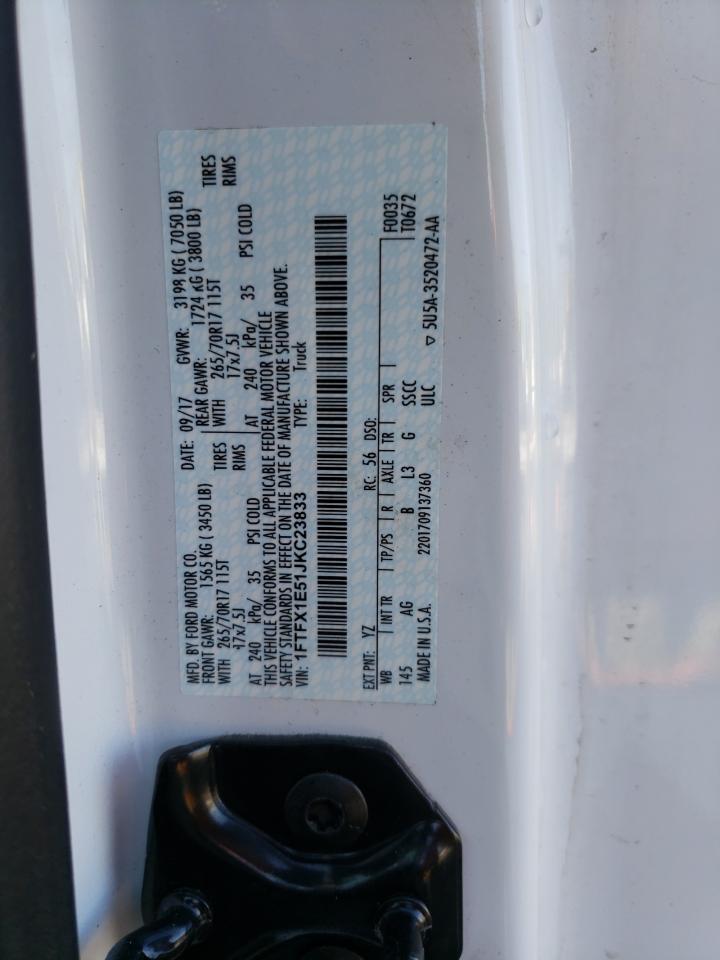 MFD. BY FORD MOTOR CO.
DATE: 09/17 GVWR: 3198 KG ( 7050 LB)
FRONT GAWR: 1565 KG ( 3450 LB) REAR GAWR: 1724 KG ( 3800 LB)
WITH 265/70R17 115T TIRES WITH 265/70R17 115T TIRES
17x7.5J RIMS 17x7.5J RIMS
AT 240 kPa/ 35 PSI COLD AT 240 kPa/ 35 PSI COLD
THIS VEHICLE CONFORMS TO ALL APPLICABLE FEDERAL MOTOR VEHICLE
SAFETY STANDARDS IN EFFECT ON THE DATE OF MANUFACTURE SHOWN ABOVE.
VIN: 1FTFX1E51JKC23833 TYPE: Truck
EXT PNT: YZ RC: 56 DSO: F0035
WB INT TR TP/PS R AXLE TR SPR T0672
145 AG B L3 G SSCC
MADE IN U.S.A. 2201709137360 ULC ▽ 5U5A-3520472-AA